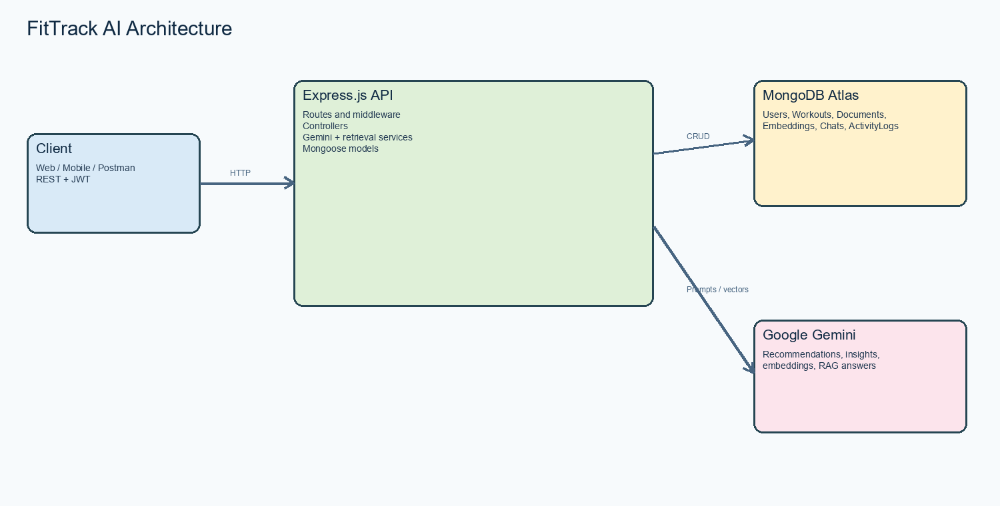 FitTrack AI Architecture
Client
Web / Mobile / Postman
REST + JWT
HTTP
Express.js API
Routes and middleware
Controllers
Gemini + retrieval services
Mongoose models
CRUD
MongoDB Atlas
Users, Workouts, Documents,
Embeddings, Chats, ActivityLogs
Prompts / vectors
Google Gemini
Recommendations, insights,
embeddings, RAG answers